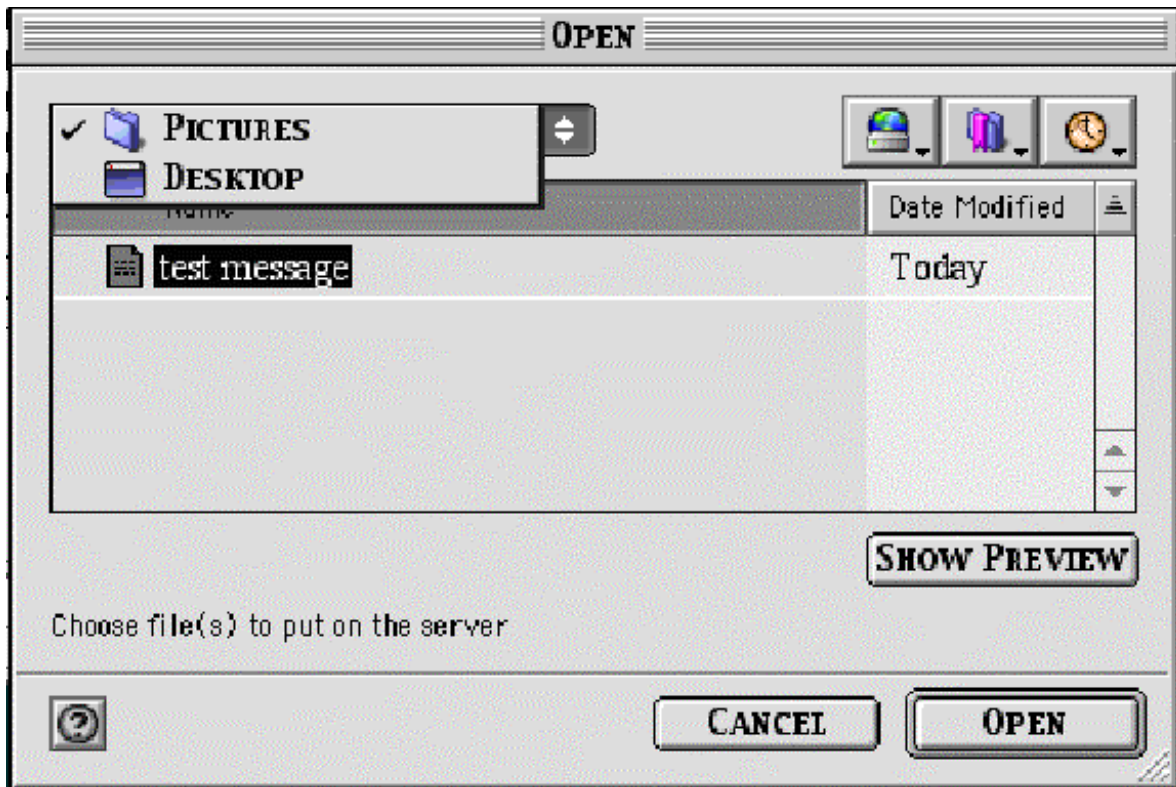 OPEN
PICTURES
DESKTOP
Name
Date Modified
test message
Today
SHOW PREVIEW
Choose file(s) to put on the server
CANCEL
OPEN